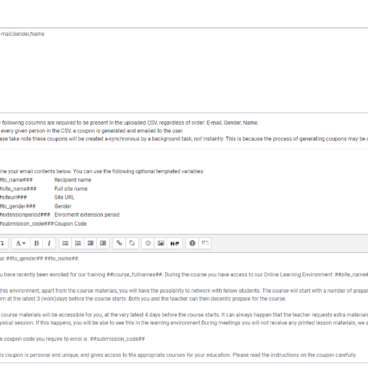 -mail,Gender,Name
following columns are required to be present in the uploaded CSV, regardless of order: E-mail, Gender, Name.
every given person in the CSV, a coupon is generated and emailed to the user.
ase take note these coupons will be created a-synchronous by a background task; not instantly. This is because the process of generating coupons may be
ine your email contents below. You can use the following optional templated variables:
#to_name### Recipient name
#site_name### Full site name
#siteurl### Site URL
#to_gender### Gender
#extensionperiod### Enrolment extension period
#submission_code### Coupon Code
A B I
ar ##to_gender## ##to_name##,
u have recently been enrolled for our training ##course_fullnames##. During the course you have access to our Online Learning Environment: ##site_name#
this environment, apart from the course materials, you will have the possibility to network with fellow students. The course will start with a number of prepa
m at the latest 3 (work)days before the course starts. Both you and the teacher can then decently prepare for the course.
course materials will be accessible for you, at the very latest 4 days before the course starts. It can always happen that the teacher requests extra materials
ysical session. If this happens, you will be able to see this in the learning environment During meetings you will not receive any printed lesson materials, we a
e coupon code you require to enrol is: ##submission_code##
is coupon is personal and unique, and gives access to the appropriate courses for your education. Please read the instructions on the coupon carefully.